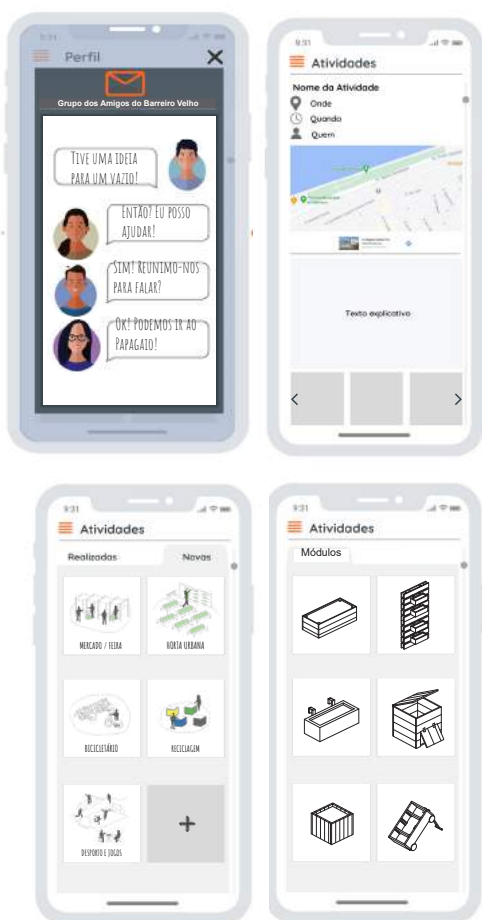 9:31
Perfil
Grupo dos Amigos do Barreiro Velho
TIVE UMA IDEIA
PARA UM VAZIO!
ENTÃO? EU POSSO
AJUDAR!
SIM! REUNIMO-NOS
PARA FALAR?
OK! PODEMOS IR AO
PAPAGAIO!
9:31
Atividades
Nome da Atividade
Onde
Quando
Quem
Texto explicativo
9:31
Atividades
Realizadas
Novas
MERCADO / FEIRA
HORTA URBANA
BICICLETÁRIO
RECICLAGEM
DESPORTO E JOGOS
9:31
Atividades
Módulos